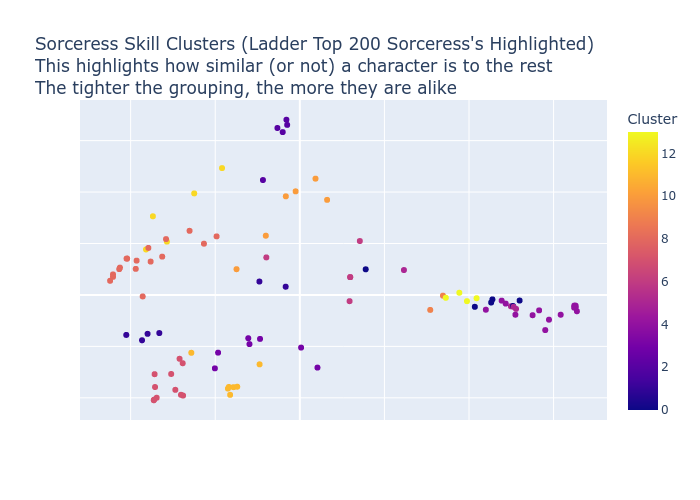 Sorceress Skill Clusters (Ladder Top 200 Sorceress's Highlighted)
This highlights how similar (or not) a character is to the rest
The tighter the grouping, the more they are alike
Cluster
12
10
8
6
4
2
0